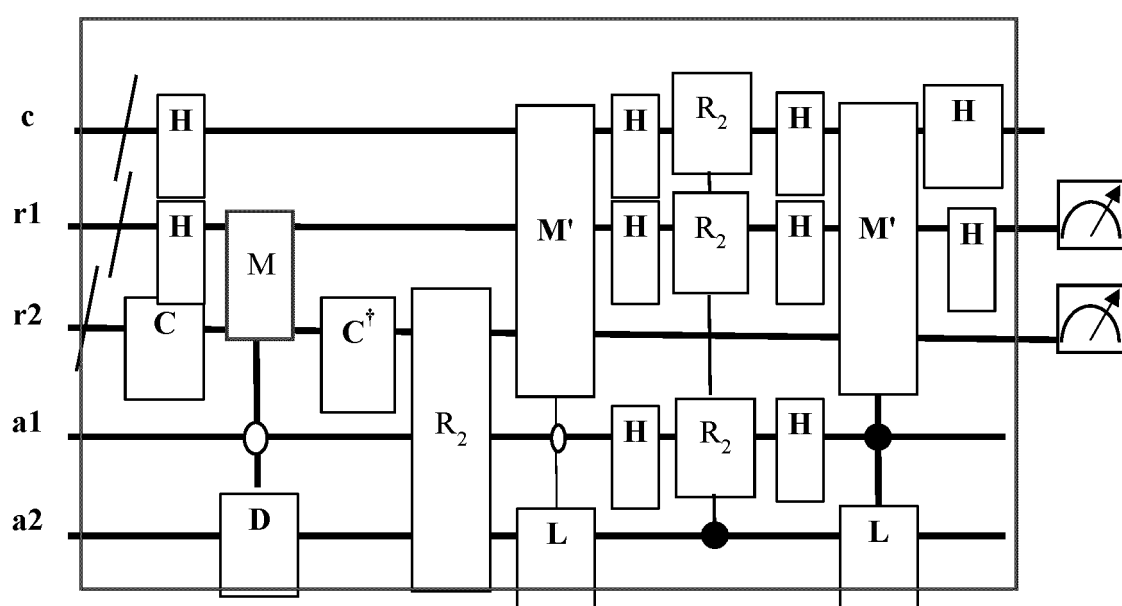 c H H R₂ H H
r1 H M M' H R₂ H M' H
r2 C C†
a1 R₂ H R₂ H
a2 D L L